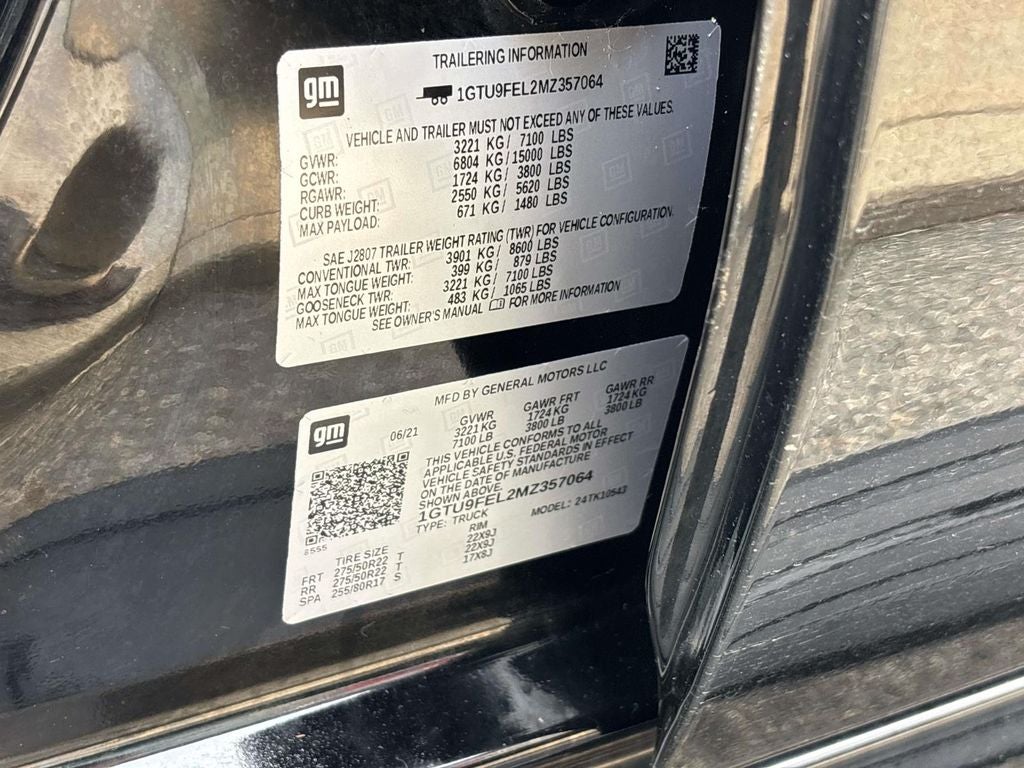 gm
TRAILERING INFORMATION
1GTU9FEL2MZ357064
VEHICLE AND TRAILER MUST NOT EXCEED ANY OF THESE VALUES.
GVWR: 3221 KG/ 7100 LBS
GCWR: 6804 KG/15000 LBS
RGAWR: 1724 KG/ 3800 LBS
CURB WEIGHT: 2550 KG/ 5620 LBS
MAX PAYLOAD: 671 KG/ 1480 LBS
SAE J2807 TRAILER WEIGHT RATING (TWR) FOR VEHICLE CONFIGURATION.
CONVENTIONAL TWR: 3901 KG/ 8600 LBS
MAX TONGUE WEIGHT: 399 KG/ 879 LBS
GOOSENECK TWR: 3221 KG/ 7100 LBS
MAX TONGUE WEIGHT: 483 KG/ 1065 LBS
SEE OWNER'S MANUAL FOR MORE INFORMATION
gm
MFD BY GENERAL MOTORS LLC
06/21
GVWR GAWR FRT GAWR RR
3221 KG 1724 KG 1724 KG
7100 LB 3800 LB 3800 LB
THIS VEHICLE CONFORMS TO ALL
APPLICABLE U.S. FEDERAL MOTOR
VEHICLE SAFETY STANDARDS IN EFFECT
ON THE DATE OF MANUFACTURE
SHOWN ABOVE.
1GTU9FEL2MZ357064
TYPE: TRUCK MODEL: 24TK10543
8555
TIRE SIZE RIM
FRT 275/50R22 T 22X9J
RR 275/50R22 T 22X9J
SPA 255/80R17 S 17X8J